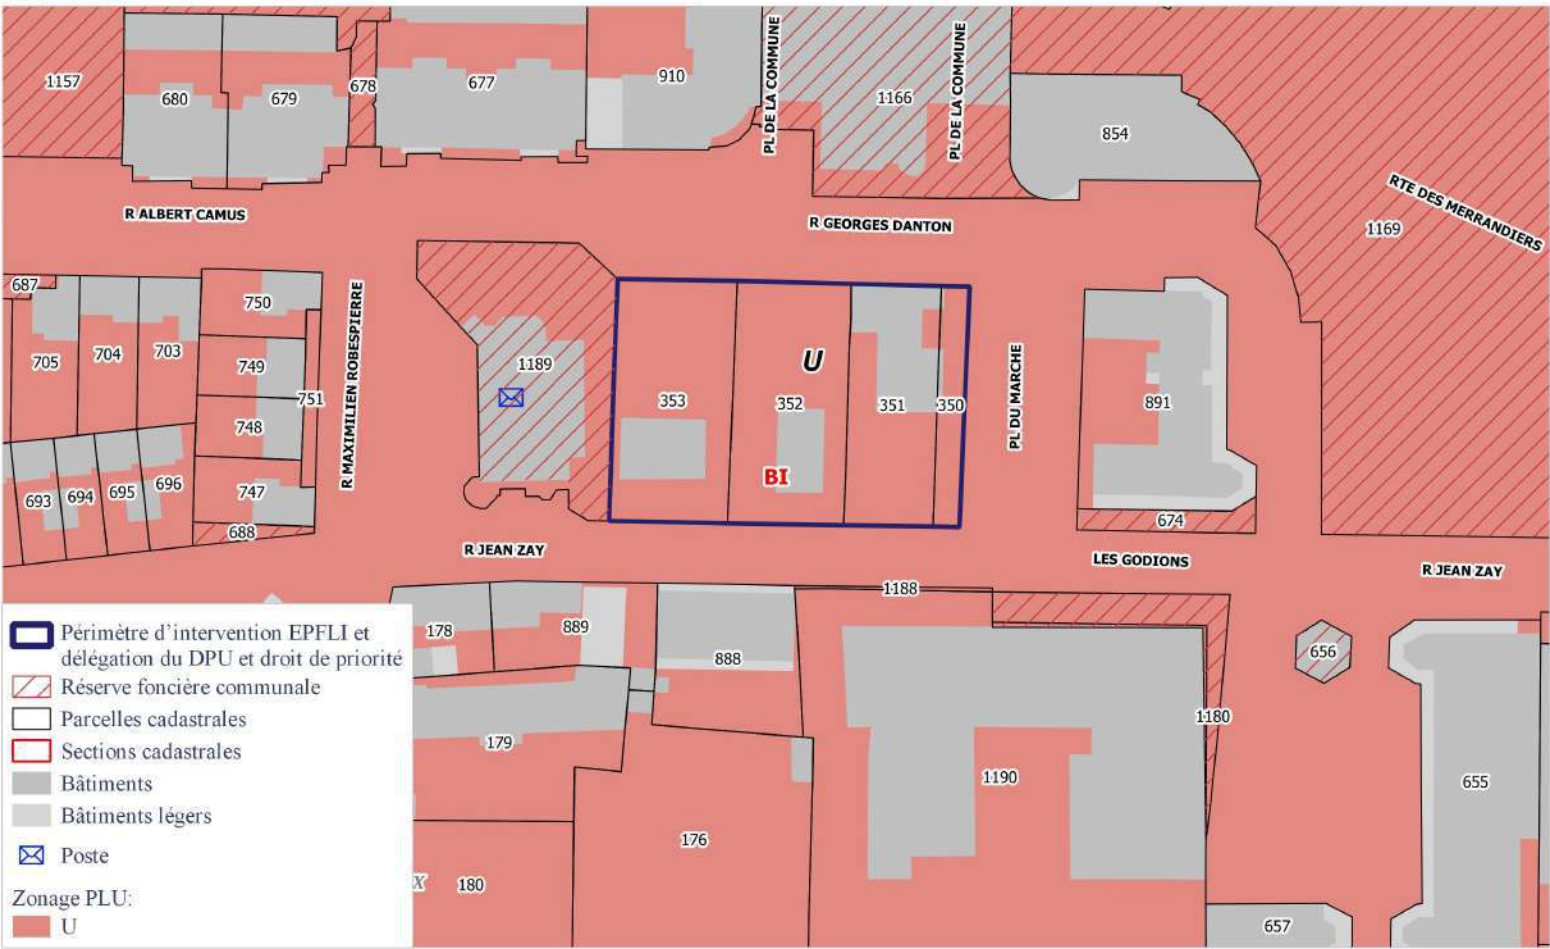 1157
680
679
678
677
910
PL DE LA COMMUNE
1166
PL DE LA COMMUNE
854
RTE DES MERRANDIERS
1169
R ALBERT CAMUS
R GEORGES DANTON
687
705
704
703
750
749
751
748
747
693
694
695
696
688
R MAXIMILIEN ROBESPIERRE
1189
353
352
U
351
350
BI
PL DU MARCHE
891
674
R JEAN ZAY
LES GODIONS
R JEAN ZAY
1188
178
889
888
656
179
1180
1190
655
176
X
180
657
Périmètre d'intervention EPFLI et
délégation du DPU et droit de priorité
Réserve foncière communale
Parcelles cadastrales
Sections cadastrales
Bâtiments
Bâtiments légers
Poste
Zonage PLU:
U